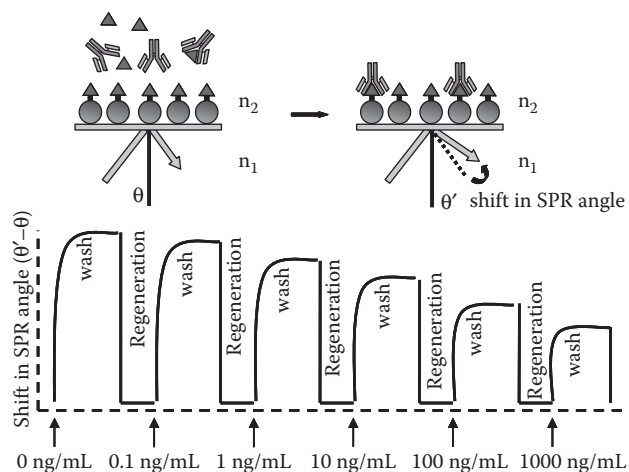 n2
n1
θ
n2
n1
θ′
shift in SPR angle
Shift in SPR angle (θ′–θ)
wash
Regeneration
wash
Regeneration
wash
Regeneration
wash
Regeneration
wash
Regeneration
wash
0 ng/mL
0.1 ng/mL
1 ng/mL
10 ng/mL
100 ng/mL
1000 ng/mL